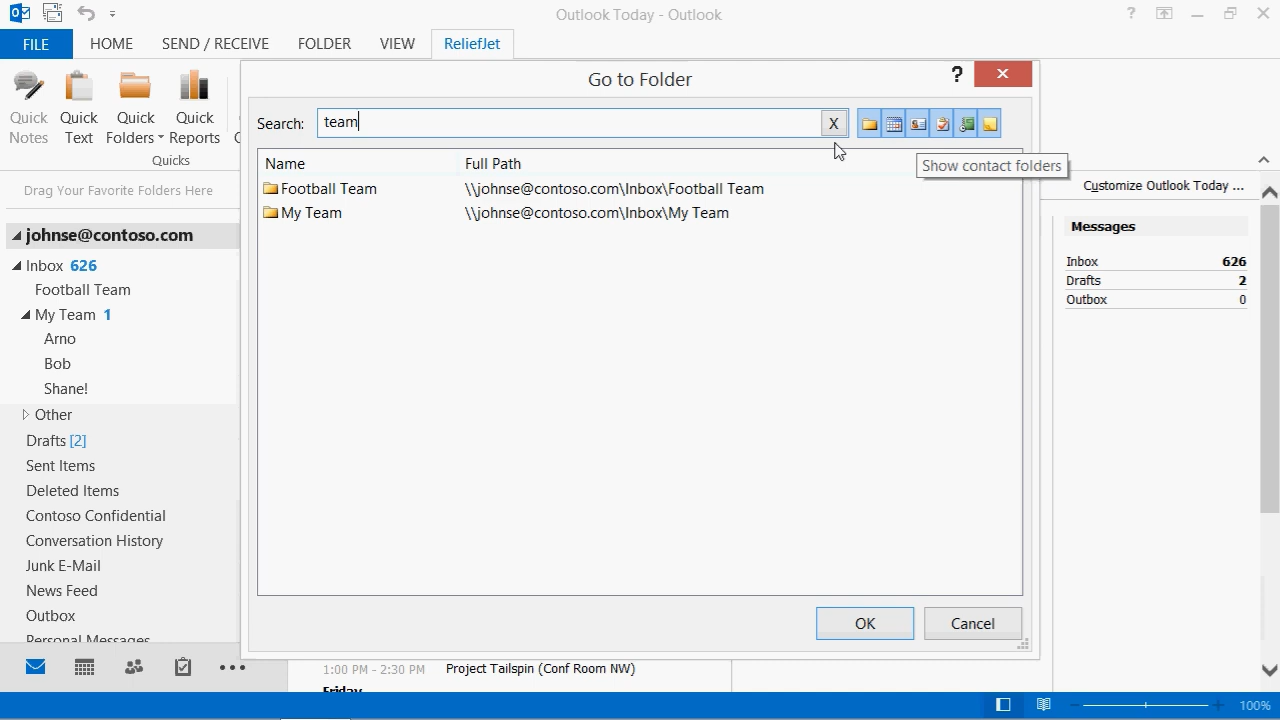 Outlook Today - Outlook
?
FILE
HOME
SEND / RECEIVE
FOLDER
VIEW
ReliefJet
Quick Notes
Quick Text
Quick Folders
Quick Reports
Quicks
Drag Your Favorite Folders Here
johnse@contoso.com
Inbox 626
Football Team
My Team 1
Arno
Bob
Shane!
Other
Drafts [2]
Sent Items
Deleted Items
Contoso Confidential
Conversation History
Junk E-Mail
News Feed
Outbox
Personal Messages
Go to Folder
?
Search: team
X
Name Full Path
Football Team \\johnse@contoso.com\Inbox\Football Team
My Team \\johnse@contoso.com\Inbox\My Team
Show contact folders
OK
Cancel
Customize Outlook Today ...
Messages
Inbox 626
Drafts 2
Outbox 0
1:00 PM - 2:30 PM Project Tailspin (Conf Room NW)
Friday
100%